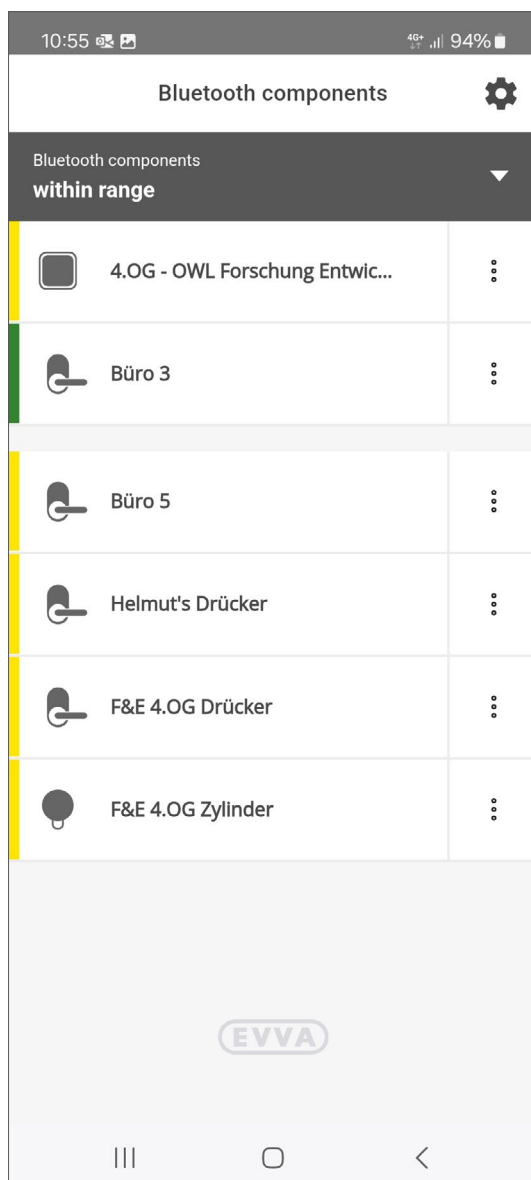 10:55
4G+
94%
Bluetooth components
Bluetooth components
within range
4.OG - OWL Forschung Entwic...
Büro 3
Büro 5
Helmut's Drücker
F&E 4.OG Drücker
F&E 4.OG Zylinder
EVVA